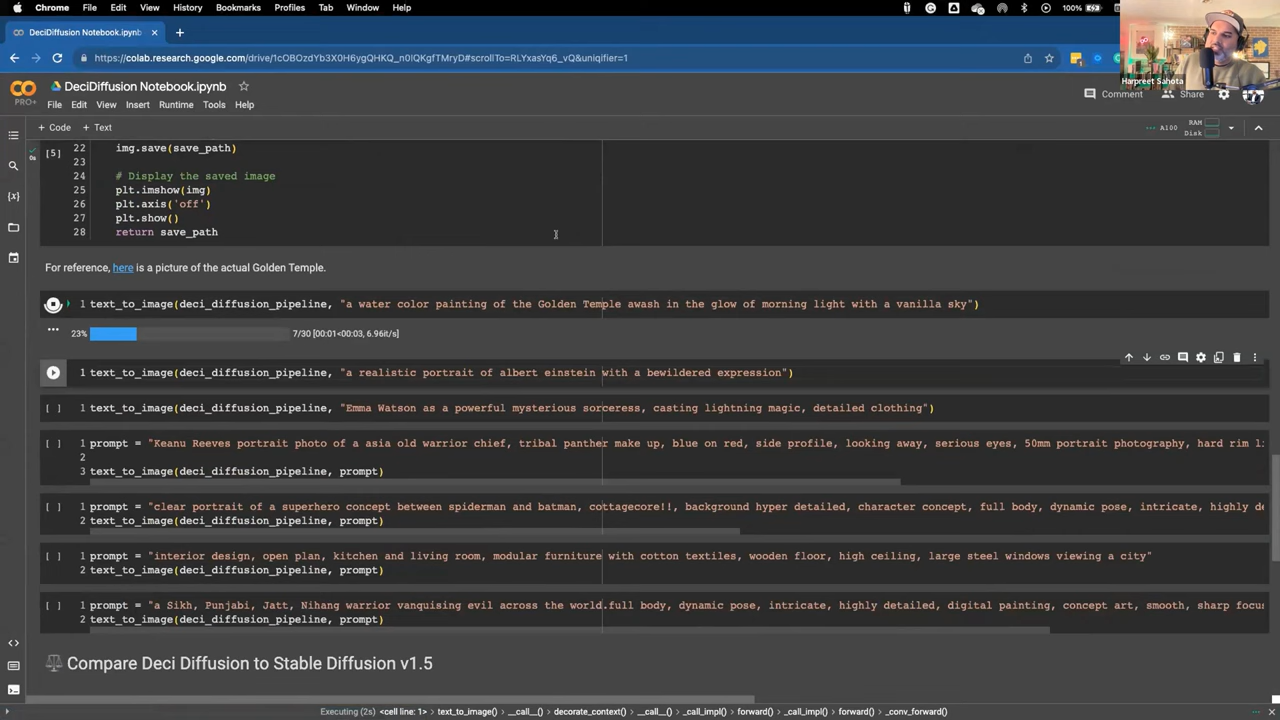 Chrome File Edit View History Bookmarks Profiles Tab Window Help 100%
DeciDiffusion Notebook.ipynb
https://colab.research.google.com/drive/1cOBOzdYb3X0H6ygQHKQ_n0IQKgfTMryD#scrollTo=RLYxasYq6_vQ&uniqifier=1
Harpreet Sahota
PRO+
DeciDiffusion Notebook.ipynb
File Edit View Insert Runtime Tools Help
Comment Share
+ Code + Text
A100 RAM Disk
[5]
0s
22 img.save(save_path)
23
24 # Display the saved image
25 plt.imshow(img)
26 plt.axis('off')
27 plt.show()
28 return save_path
For reference, here is a picture of the actual Golden Temple.
1 text_to_image(deci_diffusion_pipeline, "a water color painting of the Golden Temple awash in the glow of morning light with a vanilla sky")
23% 7/30 [00:01<00:03, 6.96it/s]
1 text_to_image(deci_diffusion_pipeline, "a realistic portrait of albert einstein with a bewildered expression")
[ ] 1 text_to_image(deci_diffusion_pipeline, "Emma Watson as a powerful mysterious sorceress, casting lightning magic, detailed clothing")
[ ] 1 prompt = "Keanu Reeves portrait photo of a asia old warrior chief, tribal panther make up, blue on red, side profile, looking away, serious eyes, 50mm portrait photography, hard rim li
2
3 text_to_image(deci_diffusion_pipeline, prompt)
[ ] 1 prompt = "clear portrait of a superhero concept between spiderman and batman, cottagecore!!, background hyper detailed, character concept, full body, dynamic pose, intricate, highly de
2 text_to_image(deci_diffusion_pipeline, prompt)
[ ] 1 prompt = "interior design, open plan, kitchen and living room, modular furniture with cotton textiles, wooden floor, high ceiling, large steel windows viewing a city"
2 text_to_image(deci_diffusion_pipeline, prompt)
[ ] 1 prompt = "a Sikh, Punjabi, Jatt, Nihang warrior vanquising evil across the world.full body, dynamic pose, intricate, highly detailed, digital painting, concept art, smooth, sharp focus
2 text_to_image(deci_diffusion_pipeline, prompt)
Compare Deci Diffusion to Stable Diffusion v1.5
Executing (2s) <cell line: 1> text_to_image() __call__() decorate_context() __call__() _call_impl() forward() _call_impl() forward() _conv_forward()